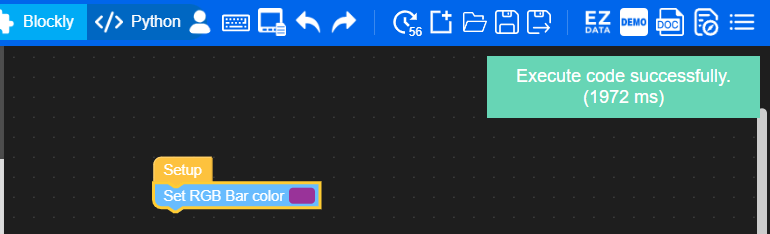 Blockly
</> Python
56
EZ
DATA
DEMO
DOC
Execute code successfully.
(1972 ms)
Setup
Set RGB Bar color